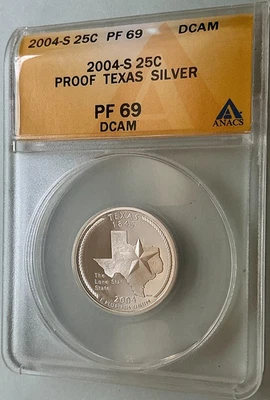 2004-S 25C PF 69 DCAM
2004-S 25C
PROOF TEXAS SILVER
PF 69
DCAM
ANACS
TEXAS
The
Lone Star
State
2004